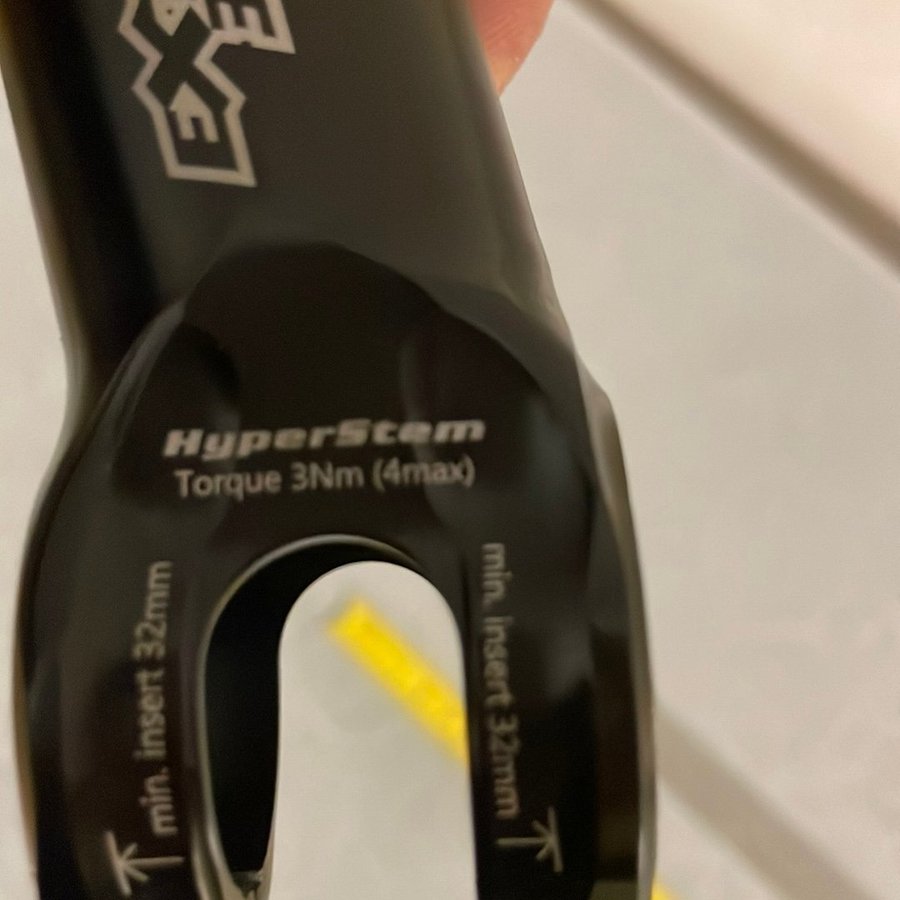 HyperStem
Torque 3Nm (4max)
min. insert 32mm
min. insert 32mm